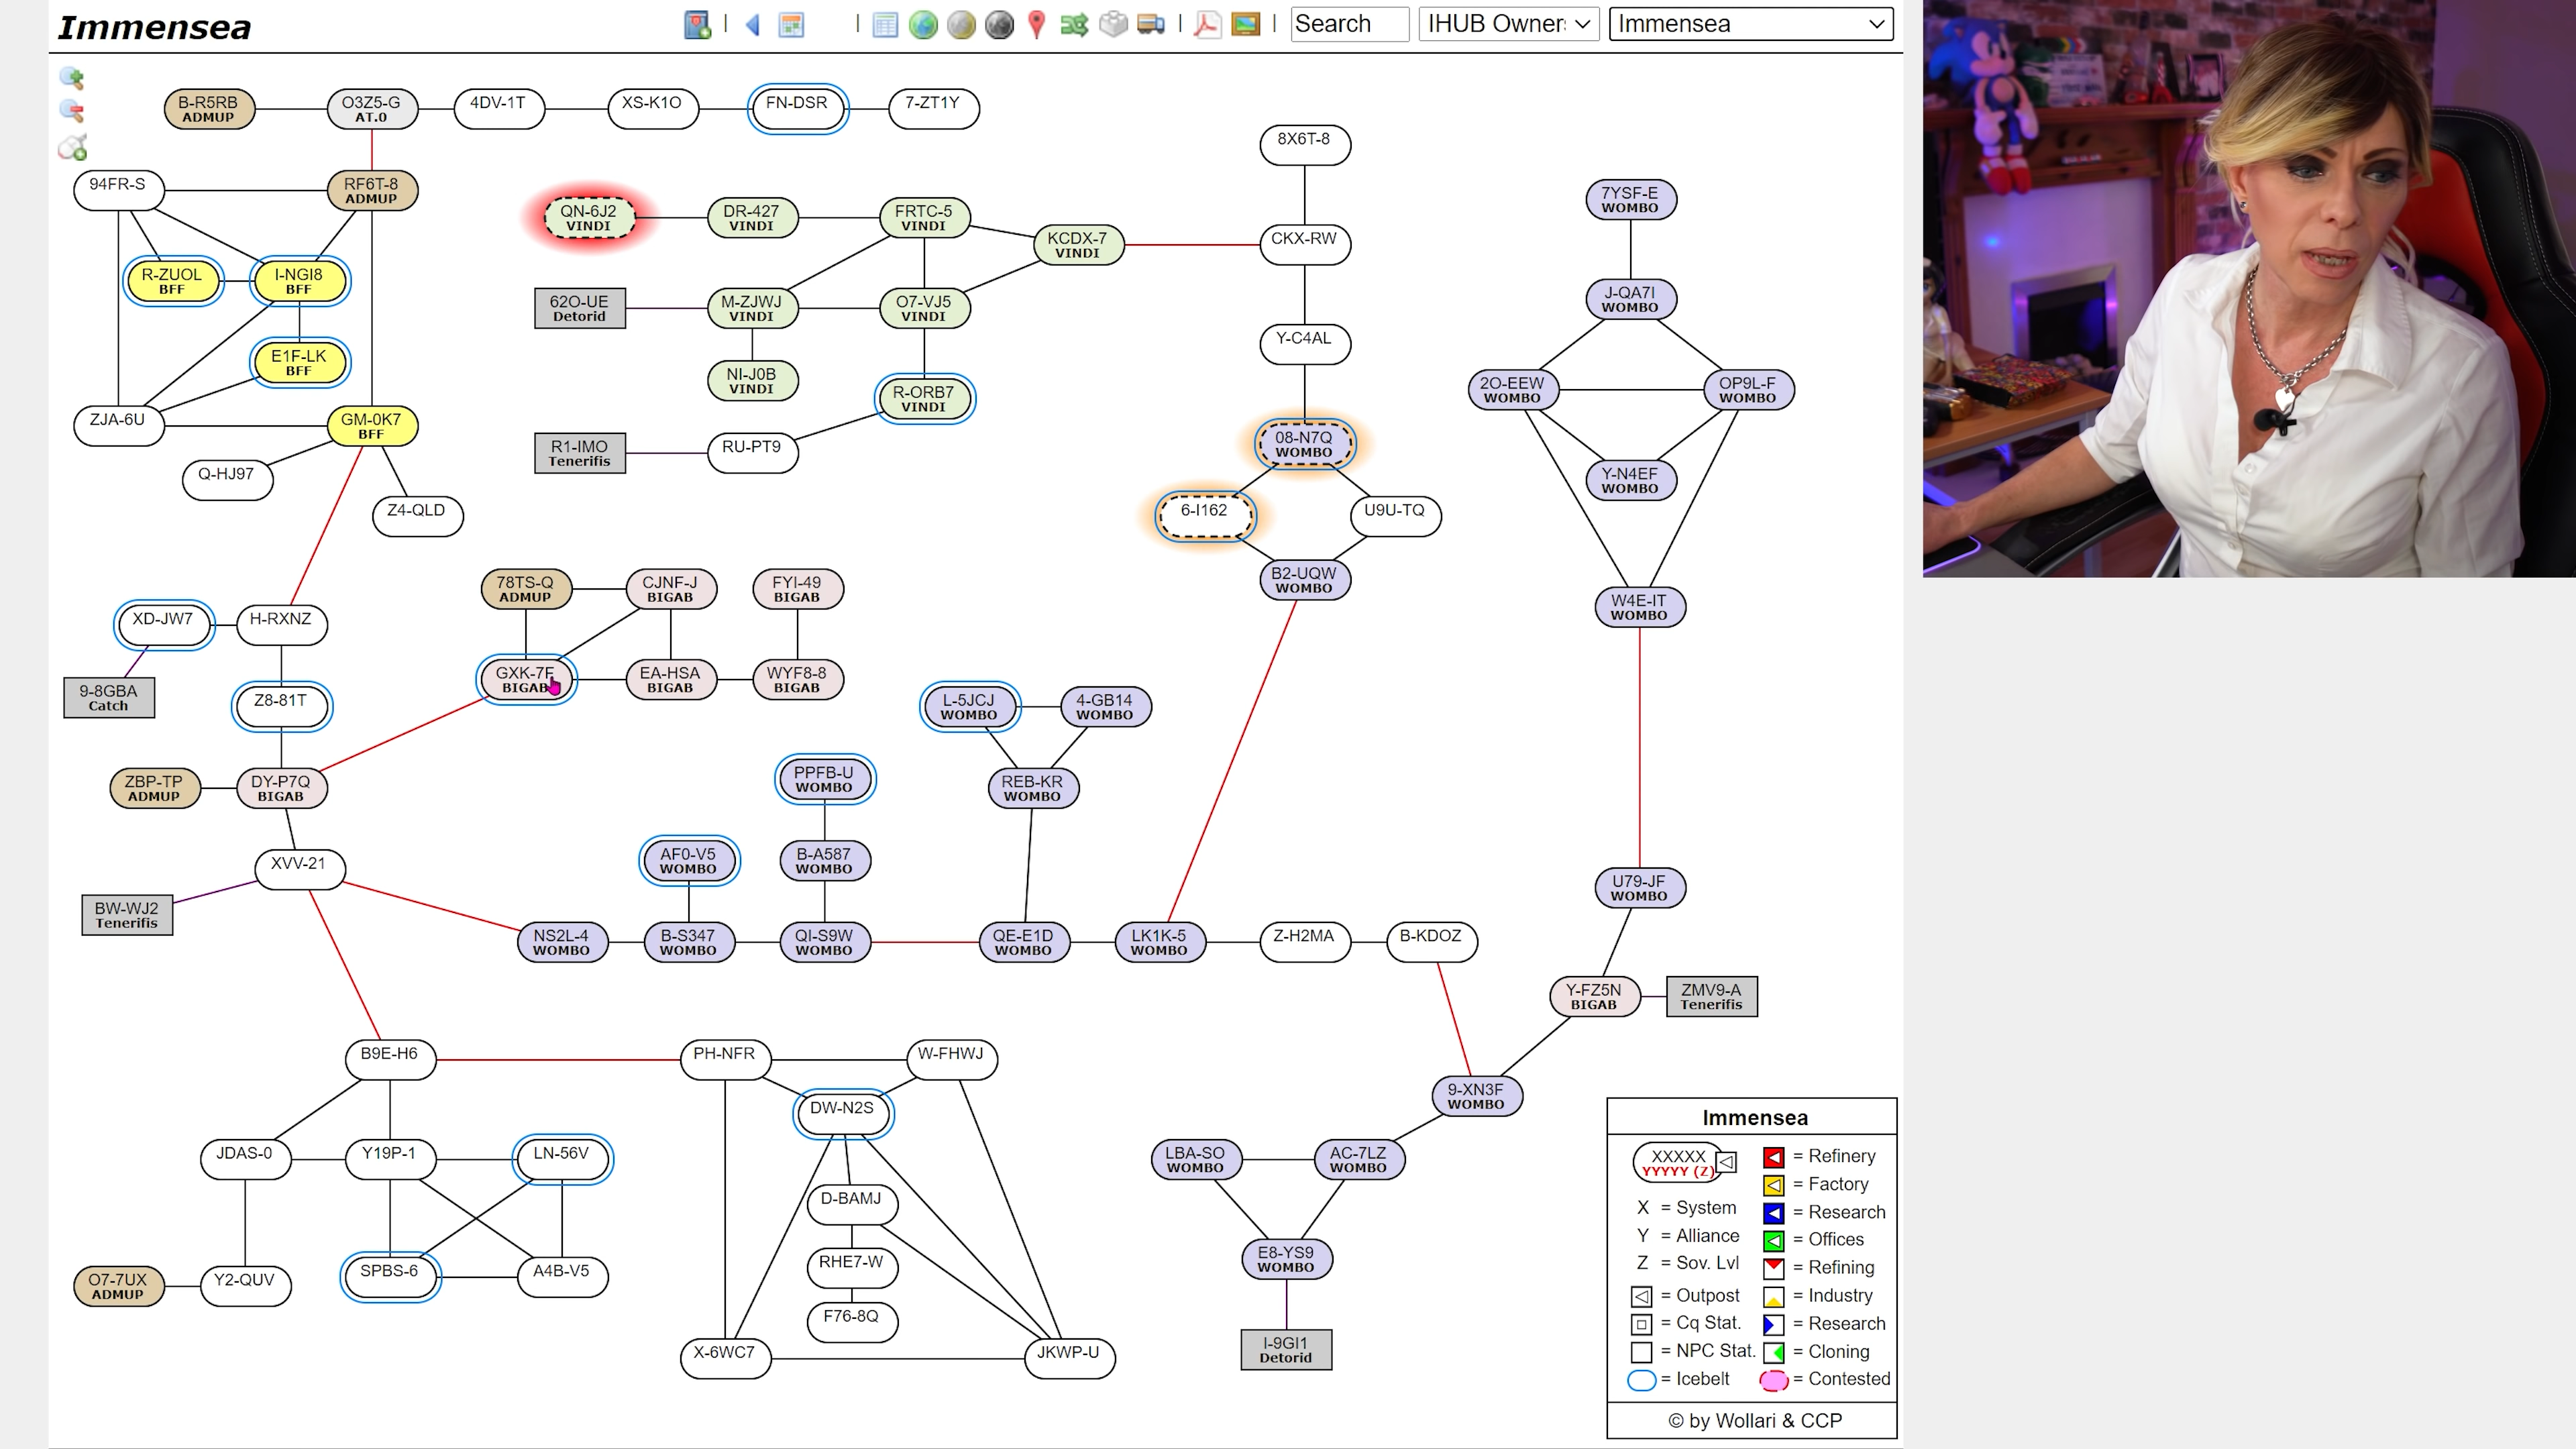 Immensea
Search
IHUB Owner:
Immensea
B-R5RB
ADMUP
O3Z5-G
AT.0
4DV-1T
XS-K1O
FN-DSR
7-ZT1Y
8X6T-8
94FR-S
RF6T-8
ADMUP
7YSF-E
WOMBO
QN-6J2
VINDI
DR-427
VINDI
FRTC-5
VINDI
KCDX-7
VINDI
CKX-RW
R-ZUOL
BFF
I-NGI8
BFF
62O-UE
Detorid
M-ZJWJ
VINDI
O7-VJ5
VINDI
J-QA7I
WOMBO
Y-C4AL
E1F-LK
BFF
NI-J0B
VINDI
R-ORB7
VINDI
2O-EEW
WOMBO
OP9L-F
WOMBO
ZJA-6U
GM-0K7
BFF
R1-IMO
Tenerifis
RU-PT9
08-N7Q
WOMBO
Q-HJ97
Y-N4EF
WOMBO
Z4-QLD
6-I162
U9U-TQ
78TS-Q
ADMUP
CJNF-J
BIGAB
FYI-49
BIGAB
B2-UQW
WOMBO
XD-JW7
H-RXNZ
W4E-IT
WOMBO
9-8GBA
Catch
GXK-7F
BIGAB
EA-HSA
BIGAB
WYF8-8
BIGAB
Z8-81T
L-5JCJ
WOMBO
4-GB14
WOMBO
ZBP-TP
ADMUP
DY-P7Q
BIGAB
PPFB-U
WOMBO
REB-KR
WOMBO
XVV-21
AF0-V5
WOMBO
B-A587
WOMBO
U79-JF
WOMBO
BW-WJ2
Tenerifis
NS2L-4
WOMBO
B-S347
WOMBO
QI-S9W
WOMBO
QE-E1D
WOMBO
LK1K-5
WOMBO
Z-H2MA
B-KDOZ
Y-FZ5N
BIGAB
ZMV9-A
Tenerifis
B9E-H6
PH-NFR
W-FHWJ
9-XN3F
WOMBO
DW-N2S
JDAS-0
Y19P-1
LN-56V
LBA-SO
WOMBO
AC-7LZ
WOMBO
D-BAMJ
O7-7UX
ADMUP
Y2-QUV
SPBS-6
A4B-V5
RHE7-W
E8-YS9
WOMBO
F76-8Q
X-6WC7
JKWP-U
I-9GI1
Detorid
Immensea
XXXXX
YYYYY (Z)
X = System
Y = Alliance
Z = Sov. Lvl
= Outpost
= Cq Stat.
= NPC Stat.
= Icebelt
= Refinery
= Factory
= Research
= Offices
= Refining
= Industry
= Research
= Cloning
= Contested
© by Wollari & CCP